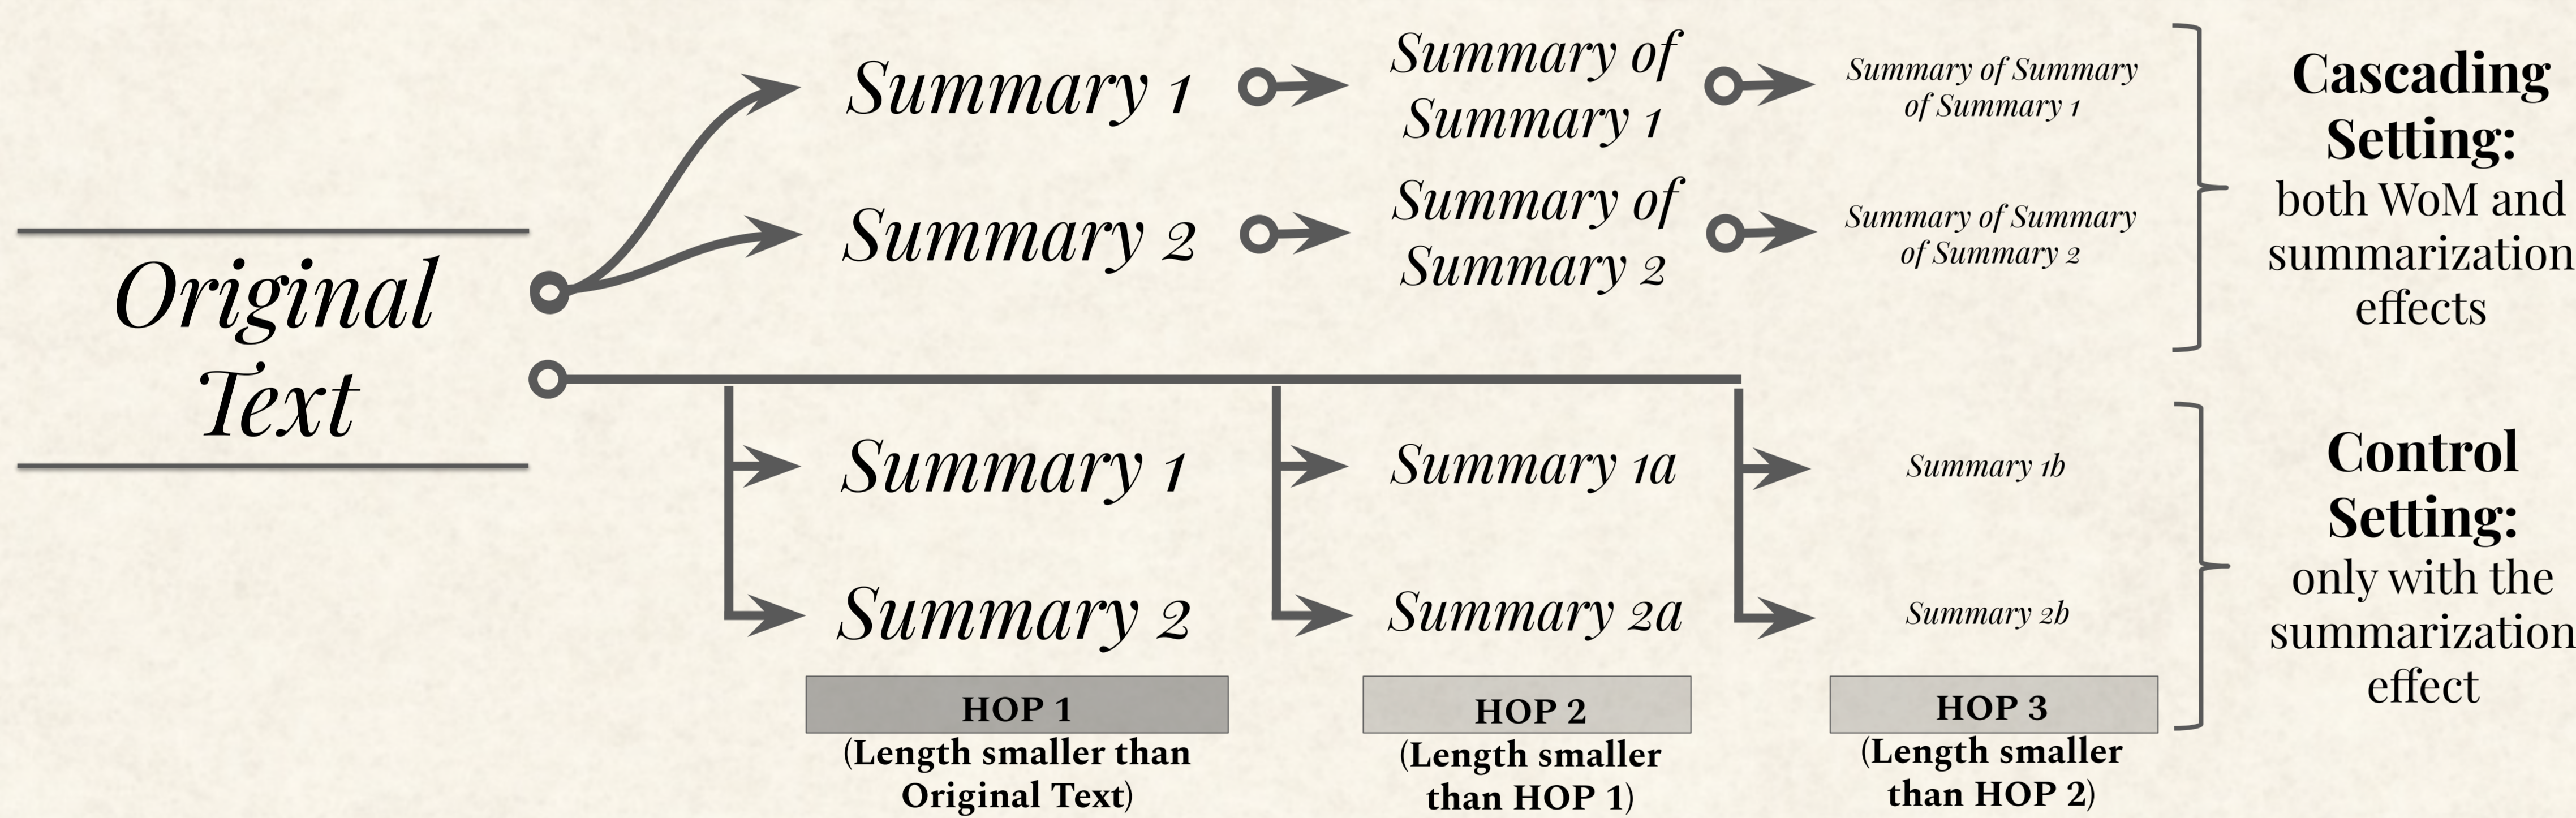 Original
Text
Summary 1
Summary of
Summary 1
Summary of Summary
of Summary 1
Summary 2
Summary of
Summary 2
Summary of Summary
of Summary 2
Cascading
Setting:
both WoM and
summarization
effects
Summary 1
Summary 1a
Summary 1b
Summary 2
Summary 2a
Summary 2b
Control
Setting:
only with the
summarization
effect
HOP 1
(Length smaller than
Original Text)
HOP 2
(Length smaller
than HOP 1)
HOP 3
(Length smaller
than HOP 2)